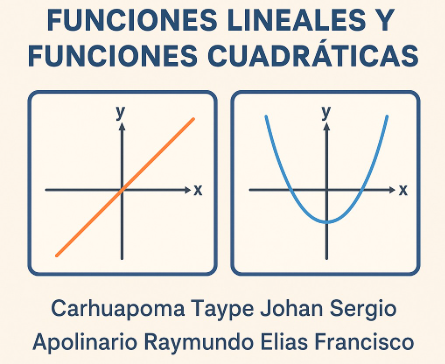 FUNCIONES LINEALES Y
FUNCIONES CUADRÁTICAS
y
x
y
x
Carhuapoma Taype Johan Sergio
Apolinario Raymundo Elias Francisco